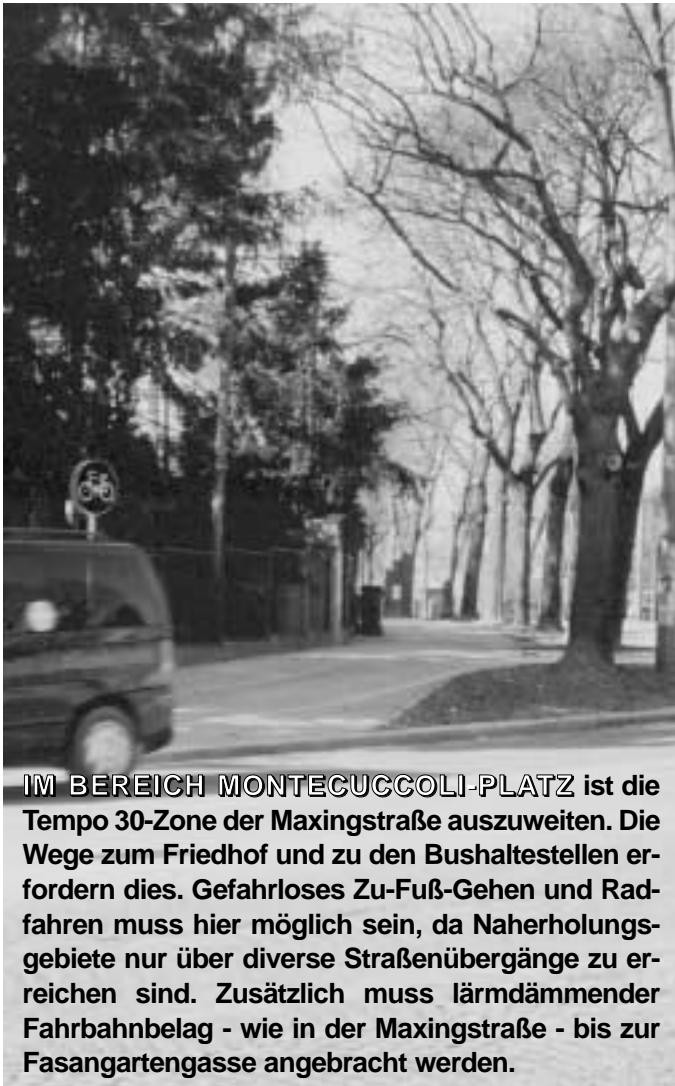 IM BEREICH MONTECUCCOLI-PLATZ ist die
Tempo 30-Zone der Maxingstraße auszuweiten. Die
Wege zum Friedhof und zu den Bushaltestellen er-
fordern dies. Gefahrloses Zu-Fuß-Gehen und Rad-
fahren muss hier möglich sein, da Naherholungs-
gebiete nur über diverse Straßenübergänge zu er-
reichen sind. Zusätzlich muss lärmdämmender
Fahrbahnbelag - wie in der Maxingstraße - bis zur
Fasangartengasse angebracht werden.